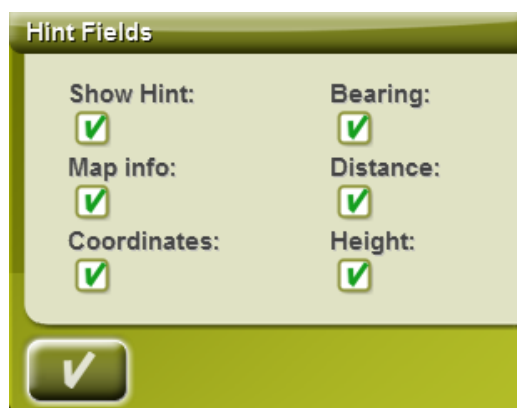 Hint Fields
Show Hint: Bearing:
Map info: Distance:
Coordinates: Height: